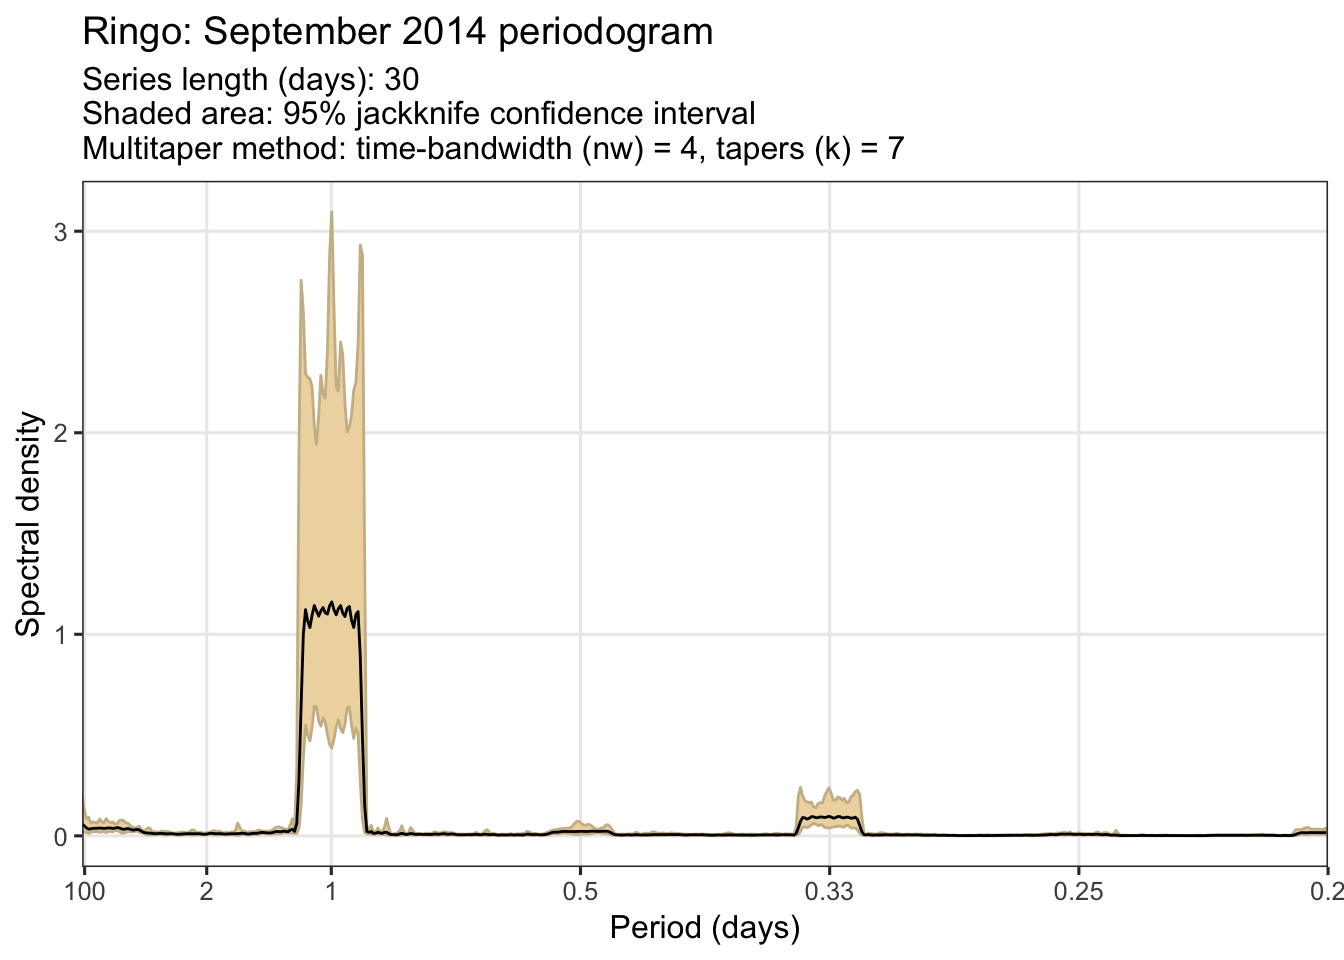 Ringo: September 2014 periodogram
Series length (days): 30
Shaded area: 95% jackknife confidence interval
Multitaper method: time-bandwidth (nw) = 4, tapers (k) = 7
3
2
1
0
Spectral density
100 2 1 0.5 0.33 0.25 0.2
Period (days)